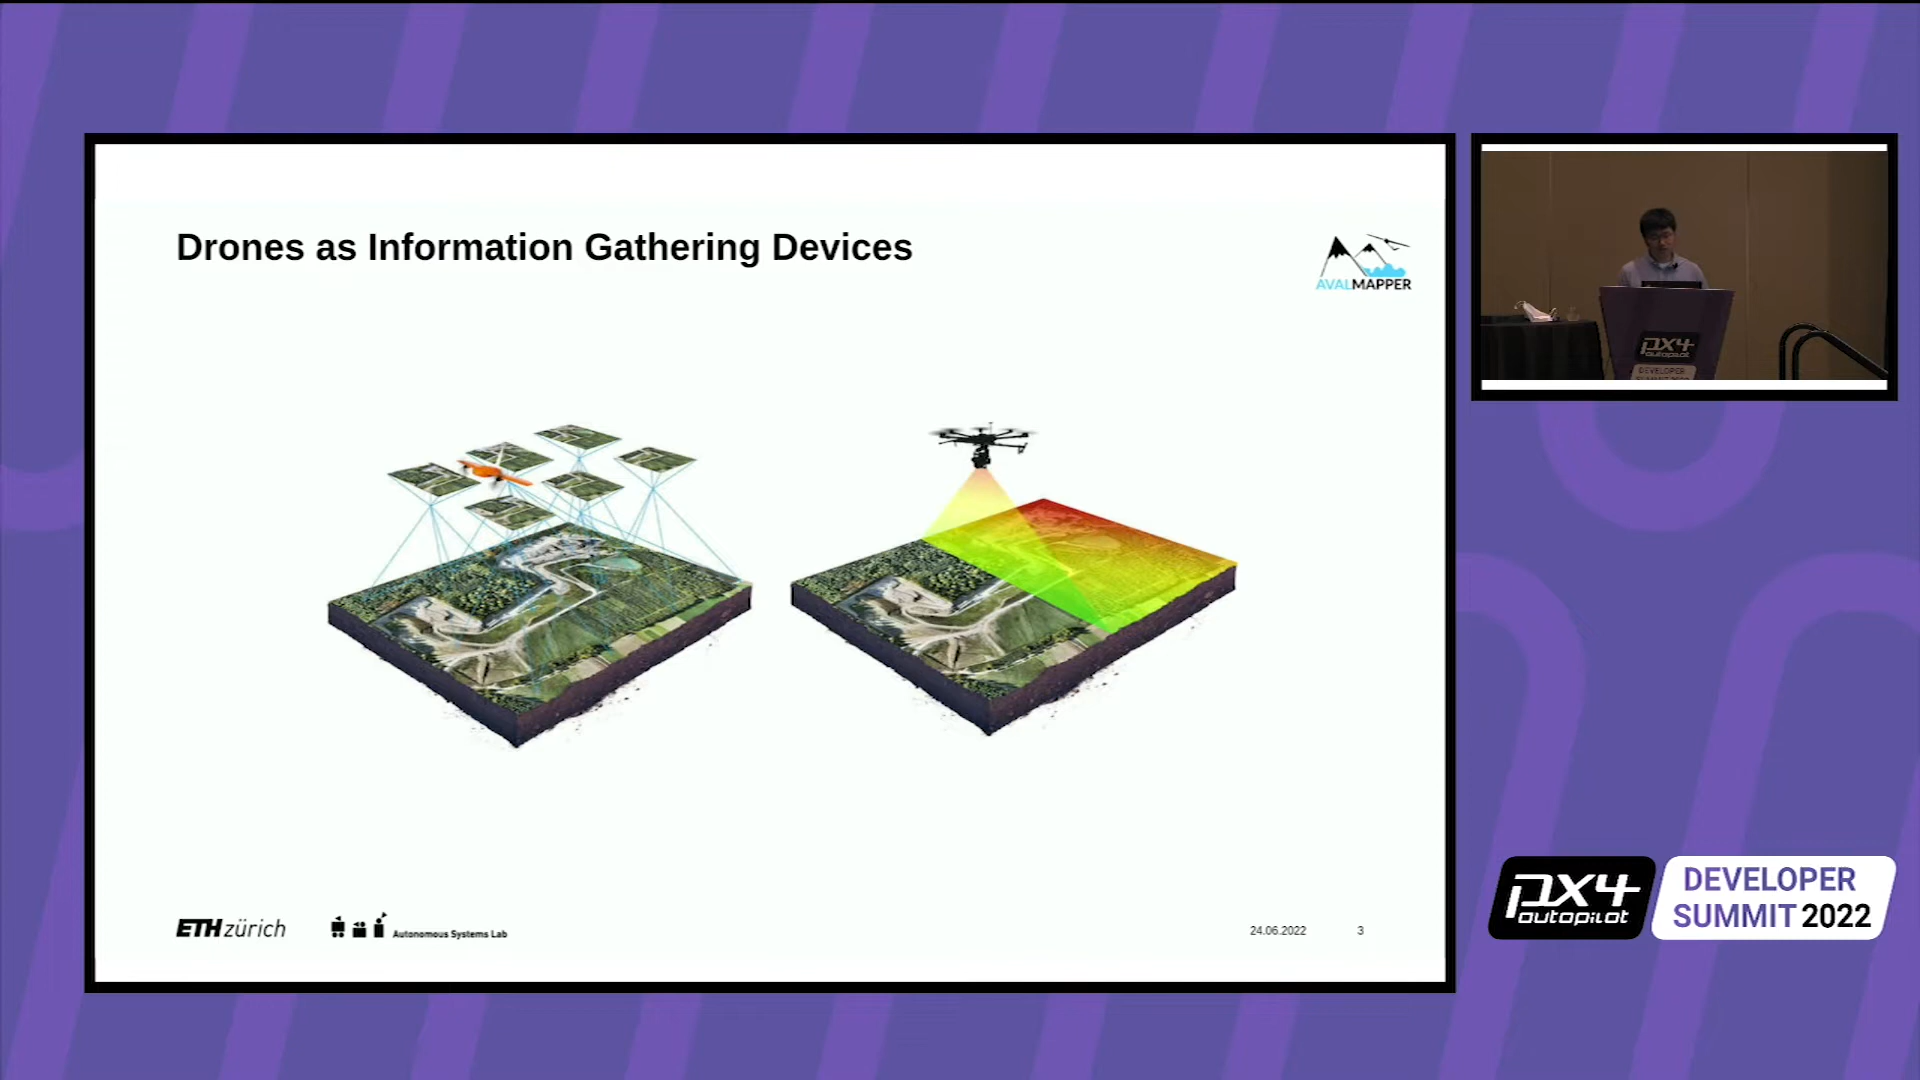 Drones as Information Gathering Devices
AVALMAPPER
ETH zürich
Autonomous Systems Lab
24.06.2022
3
px4
autopilot
DEVELOPER
px4
autopilot
DEVELOPER
SUMMIT 2022